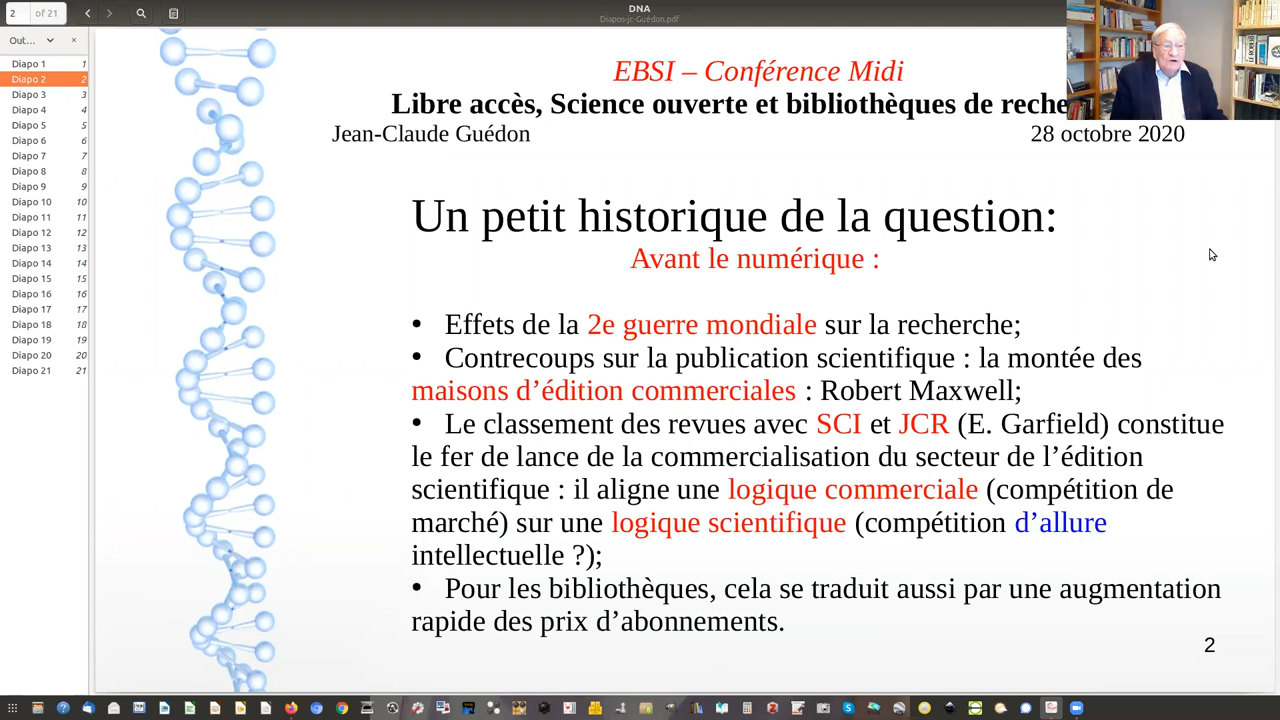 2 of 21
DNA
Diapos-jc-Guédon.pdf
Out...
Diapo 1 1
Diapo 2 2
Diapo 3 3
Diapo 4 4
Diapo 5 5
Diapo 6 6
Diapo 7 7
Diapo 8 8
Diapo 9 9
Diapo 10 10
Diapo 11 11
Diapo 12 12
Diapo 13 13
Diapo 14 14
Diapo 15 15
Diapo 16 16
Diapo 17 17
Diapo 18 18
Diapo 19 19
Diapo 20 20
Diapo 21 21
EBSI – Conférence Midi
Libre accès, Science ouverte et bibliothèques de reche
Jean-Claude Guédon 28 octobre 2020
Un petit historique de la question:
Avant le numérique :
• Effets de la 2e guerre mondiale sur la recherche;
• Contrecoups sur la publication scientifique : la montée des
maisons d’édition commerciales : Robert Maxwell;
• Le classement des revues avec SCI et JCR (E. Garfield) constitue
le fer de lance de la commercialisation du secteur de l’édition
scientifique : il aligne une logique commerciale (compétition de
marché) sur une logique scientifique (compétition d’allure
intellectuelle ?);
• Pour les bibliothèques, cela se traduit aussi par une augmentation
rapide des prix d’abonnements.
2